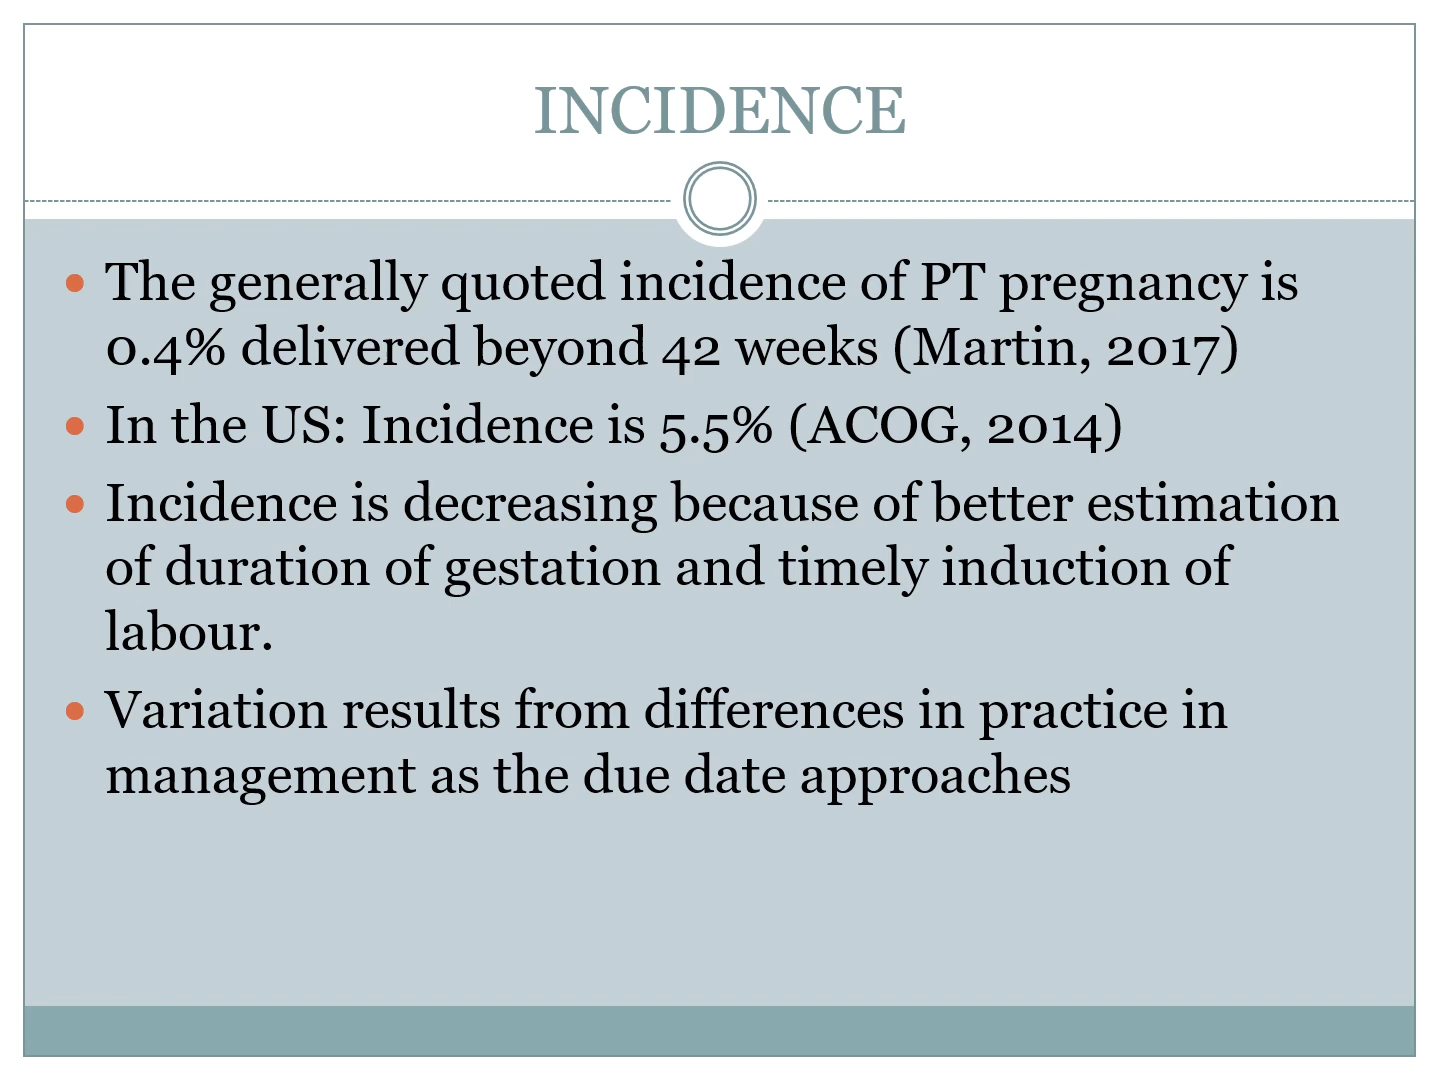 INCIDENCE
• The generally quoted incidence of PT pregnancy is
0.4% delivered beyond 42 weeks (Martin, 2017)
• In the US: Incidence is 5.5% (ACOG, 2014)
• Incidence is decreasing because of better estimation
of duration of gestation and timely induction of
labour.
• Variation results from differences in practice in
management as the due date approaches